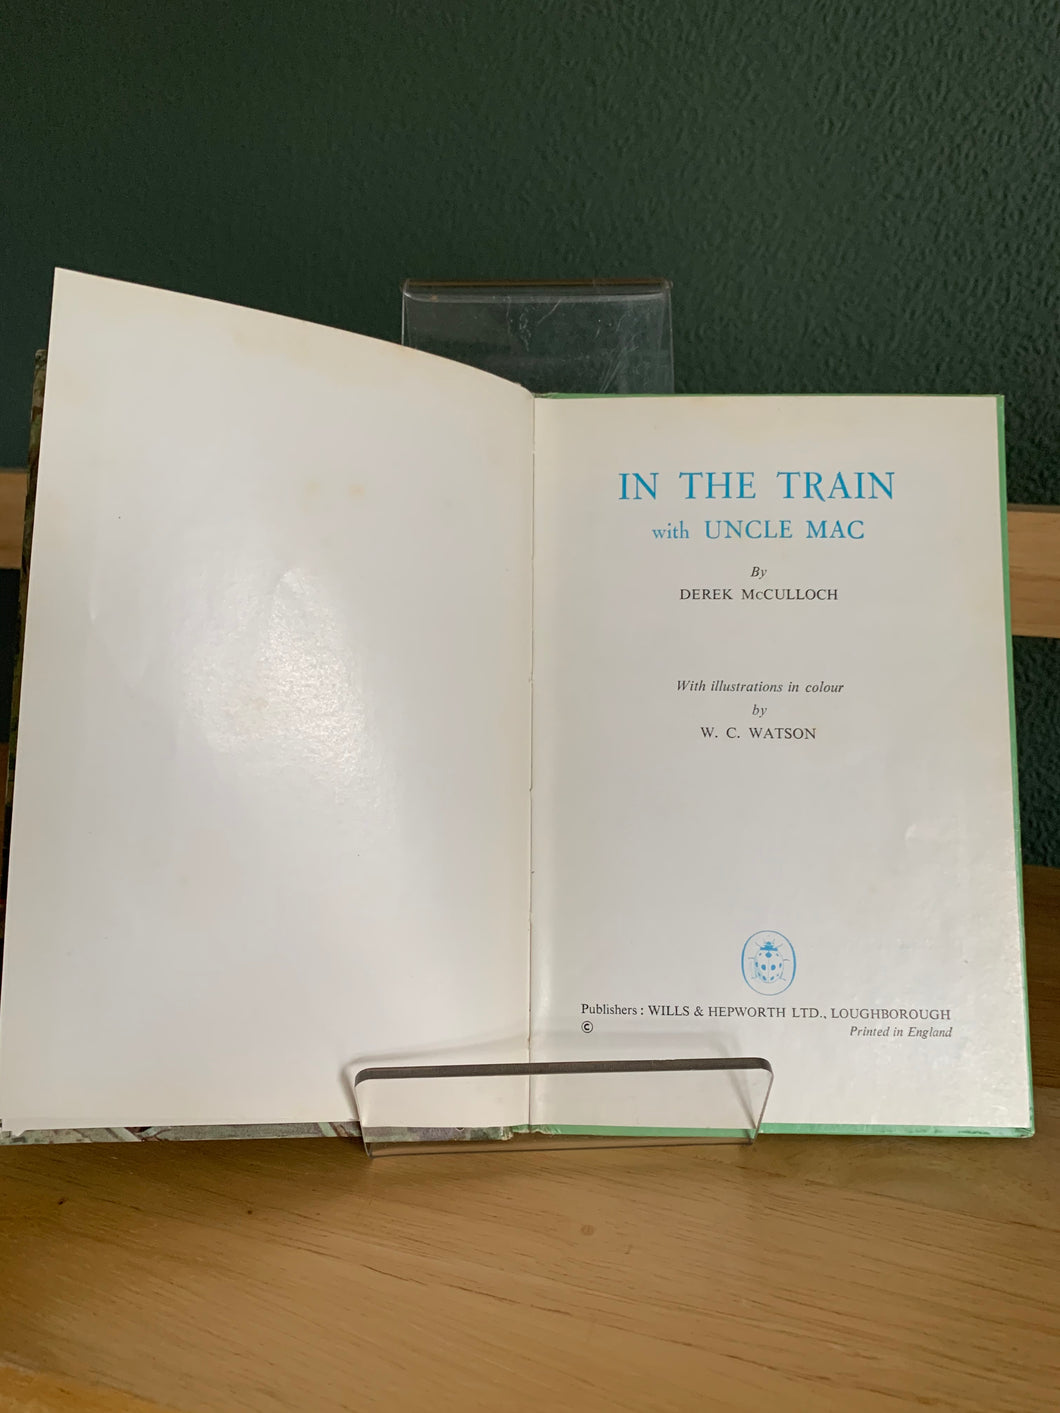 IN THE TRAIN
with UNCLE MAC
By
DEREK McCULLOCH
With illustrations in colour
by
W. C. WATSON
Publishers : WILLS & HEPWORTH LTD., LOUGHBOROUGH
© Printed in England